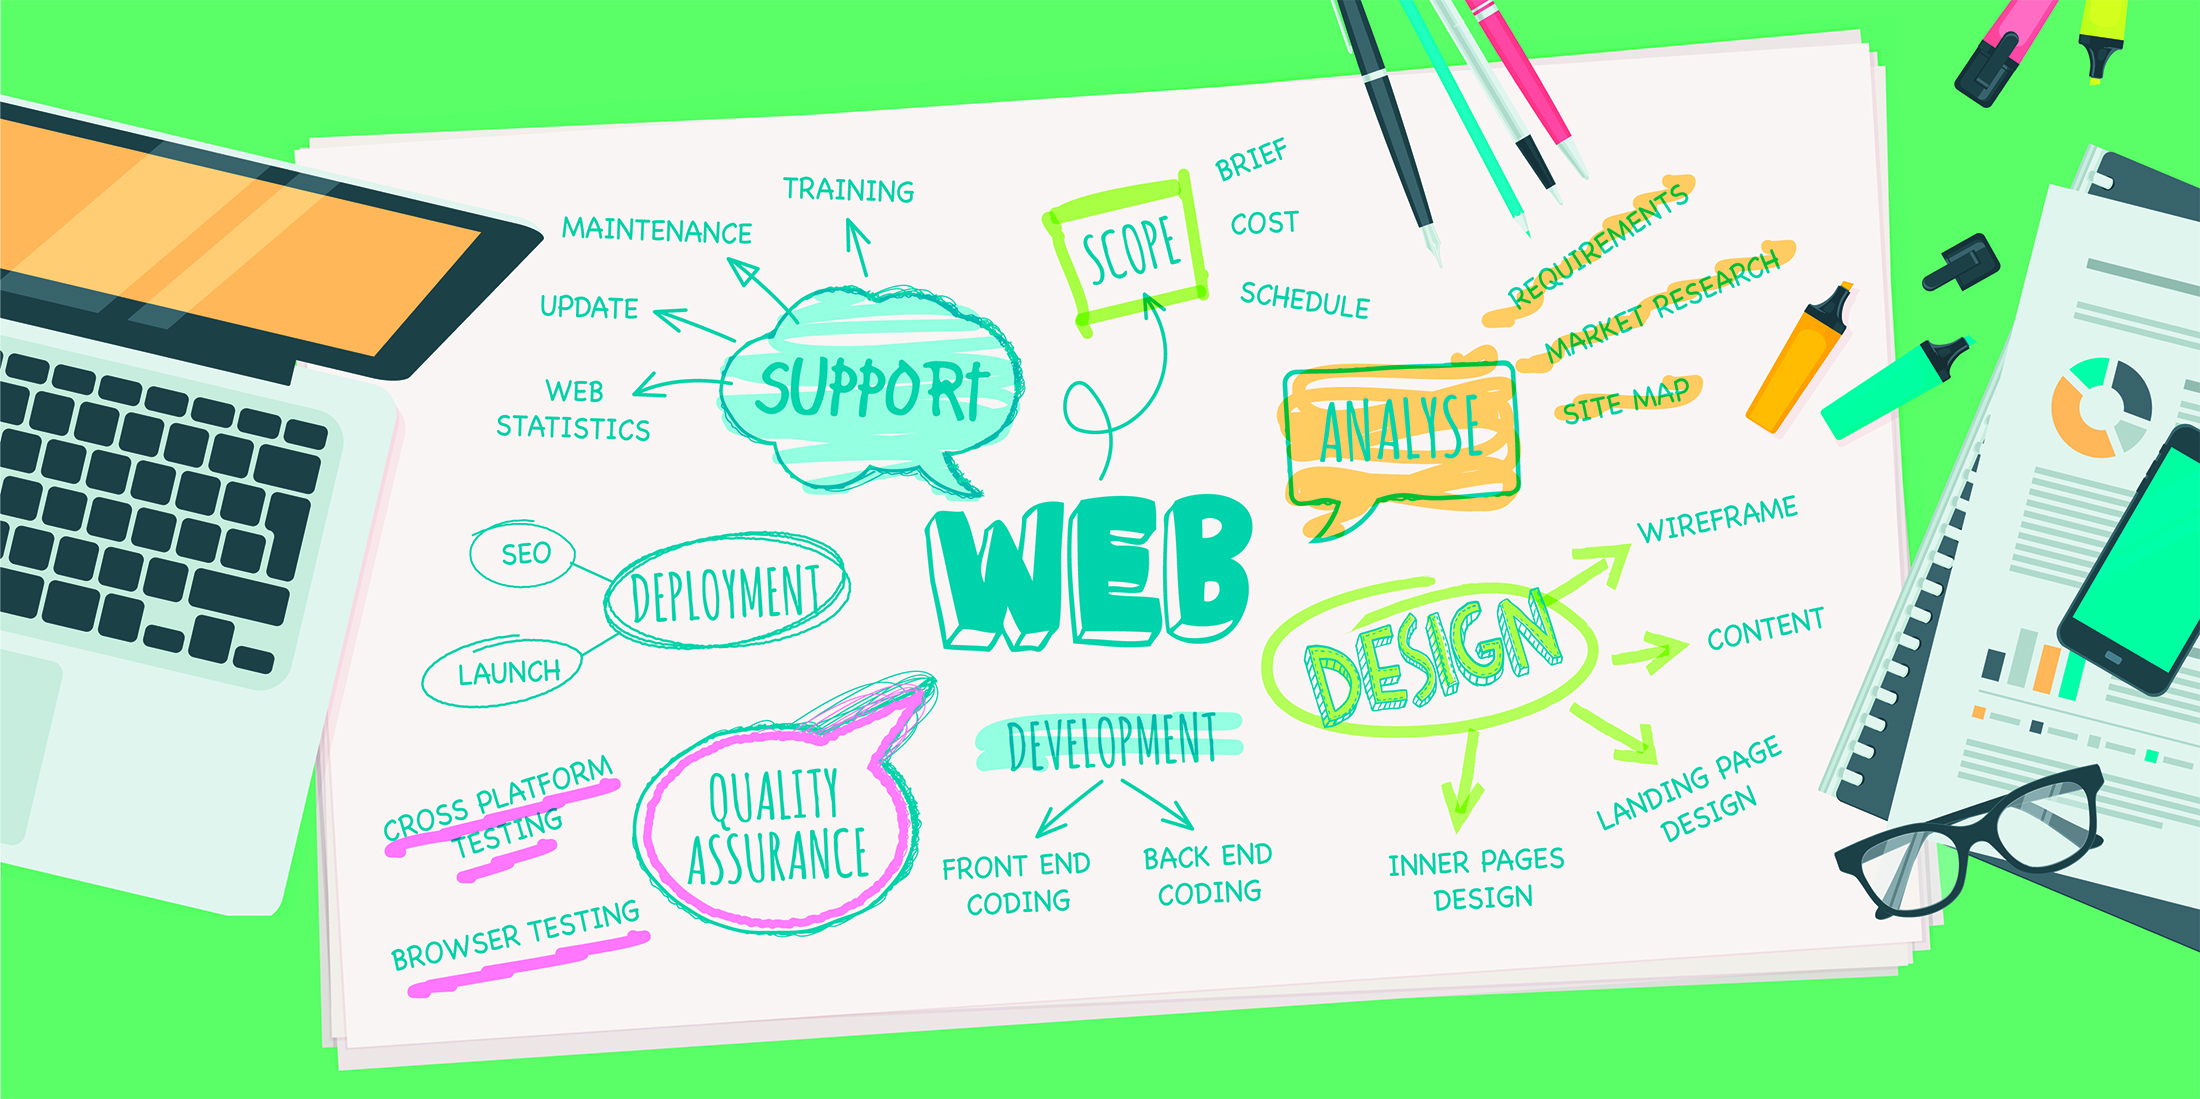 TRAINING
MAINTENANCE
UPDATE
WEB
STATISTICS
SUPPORT
SCOPE
BRIEF
COST
SCHEDULE
REQUIREMENTS
MARKET RESEARCH
SITE MAP
ANALYSE
WEB
SEO
DEPLOYMENT
LAUNCH
DESIGN
WIREFRAME
CONTENT
LANDING PAGE
DESIGN
INNER PAGES
DESIGN
DEVELOPMENT
FRONT END
CODING
BACK END
CODING
QUALITY
ASSURANCE
CROSS PLATFORM
TESTING
BROWSER TESTING